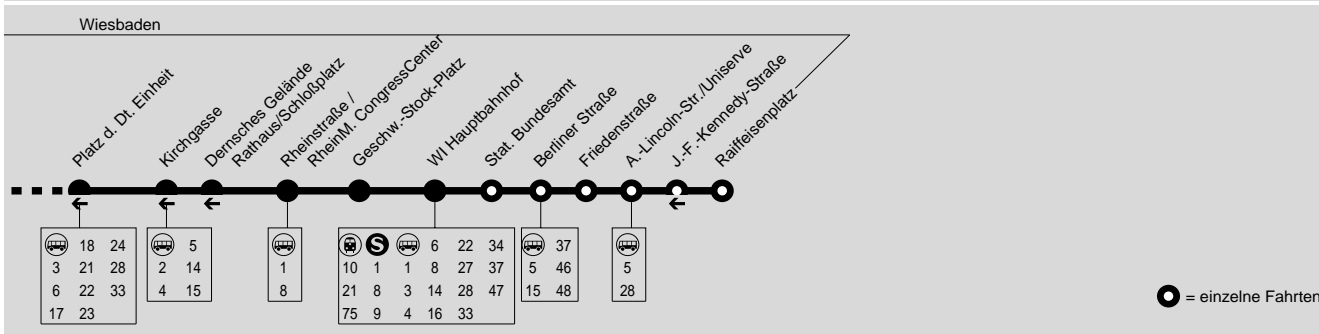 Wiesbaden
Platz d. Dt. Einheit
Kirchgasse
Dernsches Gelände
Rathaus/Schloßplatz
Rheinstraße /
RheinM. CongressCenter
Geschw.-Stock-Platz
WI Hauptbahnhof
Stat. Bundesamt
Berliner Straße
Friedenstraße
A.-Lincoln-Str./Uniserve
J.-F.-Kennedy-Straße
Raiffeisenplatz
18 24
3 21 28
6 22 33
17 23
5
2 14
4 15
1
8
S 6 22 34
10 1 1 8 27 37
21 8 3 14 28 47
75 9 4 16 33
37
5 46
15 48
5
28
= einzelne Fahrten